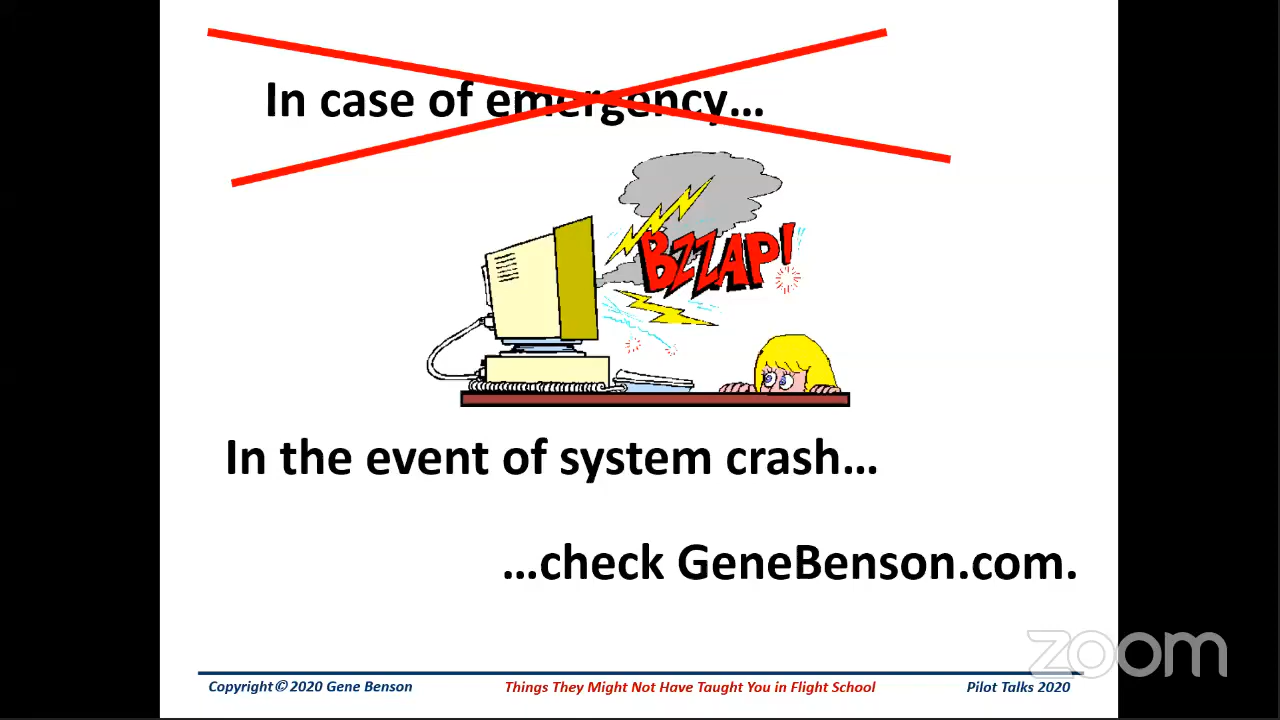 In case of emergency…
BZZAP!
In the event of system crash…
…check GeneBenson.com.
zoom
Copyright© 2020 Gene Benson
Things They Might Not Have Taught You in Flight School
Pilot Talks 2020